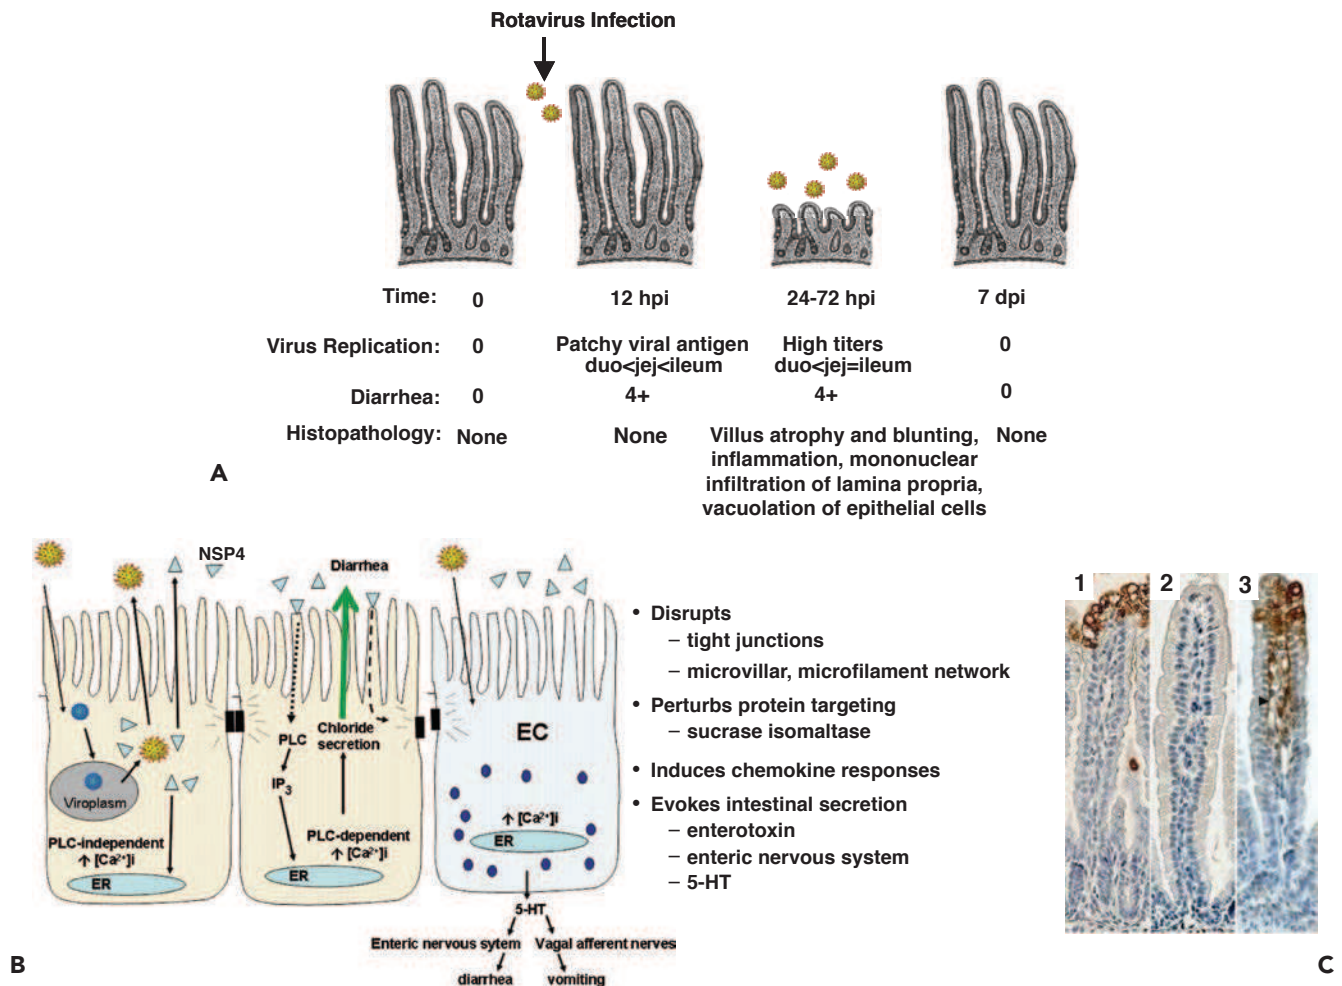 Rotavirus Infection
Time: 0 12 hpi 24-72 hpi 7 dpi
Virus Replication: 0 Patchy viral antigen High titers 0
duo<jej<ileum duo<jej=ileum
Diarrhea: 0 4+ 4+ 0
Histopathology: None None Villus atrophy and blunting, None
inflammation, mononuclear
infiltration of lamina propria,
vacuolation of epithelial cells
A
NSP4
Viroplasm
PLC-independent
↑ [Ca²⁺]i
ER
Diarrhea
PLC
Chloride
secretion
IP₃
PLC-dependent
↑ [Ca²⁺]i
ER
EC
↑ [Ca²⁺]i
ER
5-HT
Enteric nervous sytem Vagal afferent nerves
diarrhea vomiting
• Disrupts
– tight junctions
– microvillar, microfilament network
• Perturbs protein targeting
– sucrase isomaltase
• Induces chemokine responses
• Evokes intestinal secretion
– enterotoxin
– enteric nervous system
– 5-HT
B
1 2 3
C